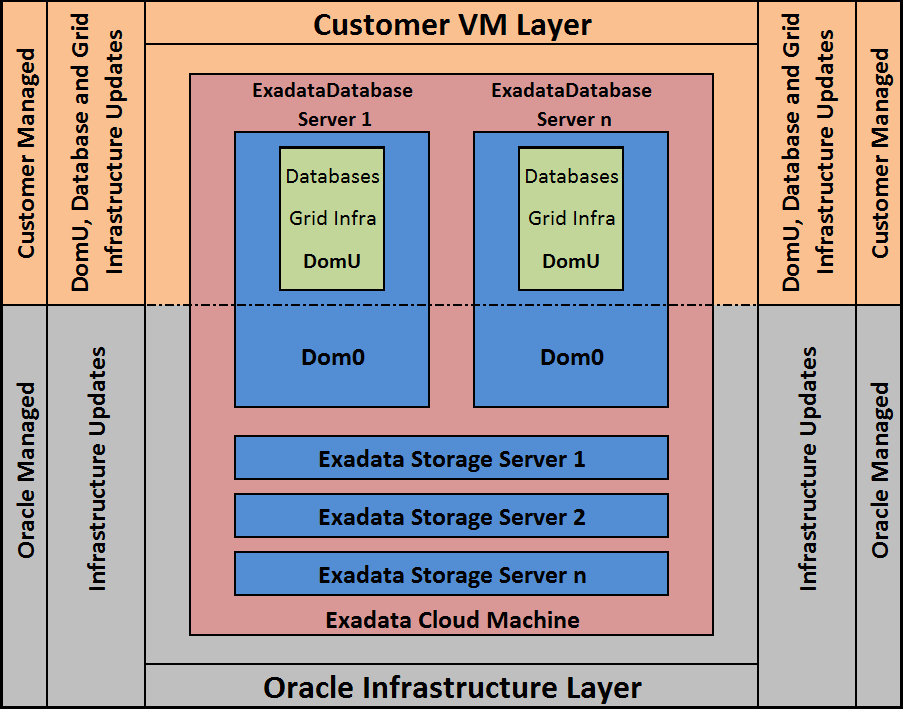 Customer VM Layer
Customer Managed
DomU, Database and Grid
Infrastructure Updates
ExadataDatabase
Server 1
Databases
Grid Infra
DomU
Dom0
ExadataDatabase
Server n
Databases
Grid Infra
DomU
Dom0
DomU, Database and Grid
Infrastructure Updates
Customer Managed
Oracle Managed
Infrastructure Updates
Exadata Storage Server 1
Exadata Storage Server 2
Exadata Storage Server n
Exadata Cloud Machine
Infrastructure Updates
Oracle Managed
Oracle Infrastructure Layer